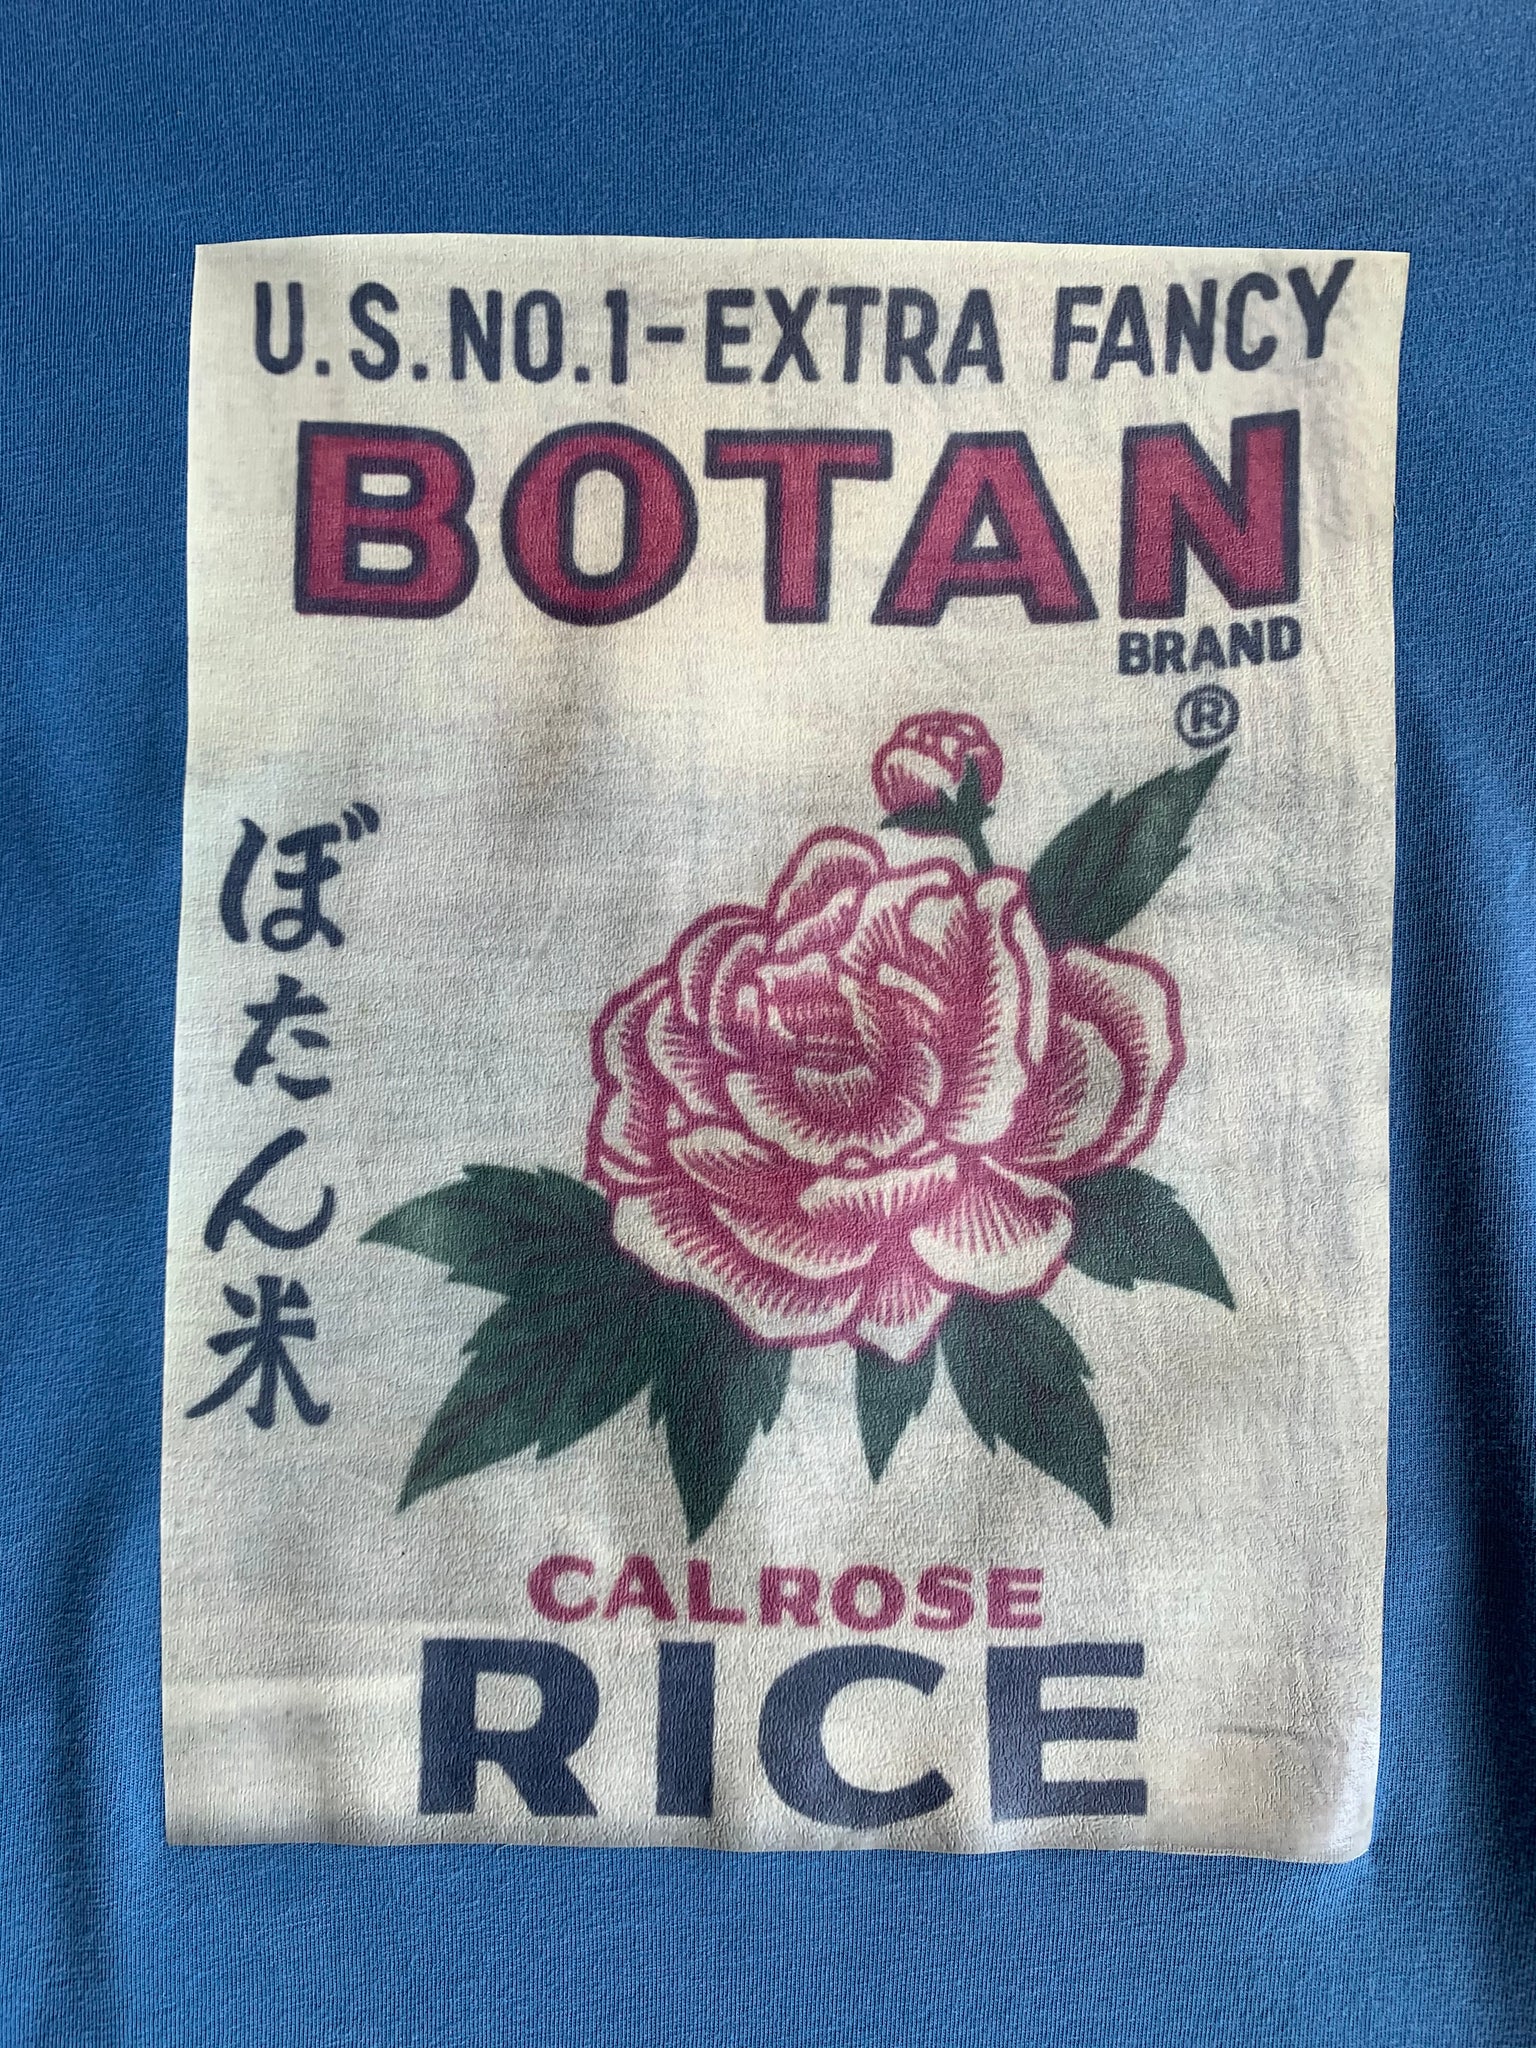 U.S. NO.1-EXTRA FANCY
BOTAN
BRAND
®
ぼたん米
CALROSE
RICE